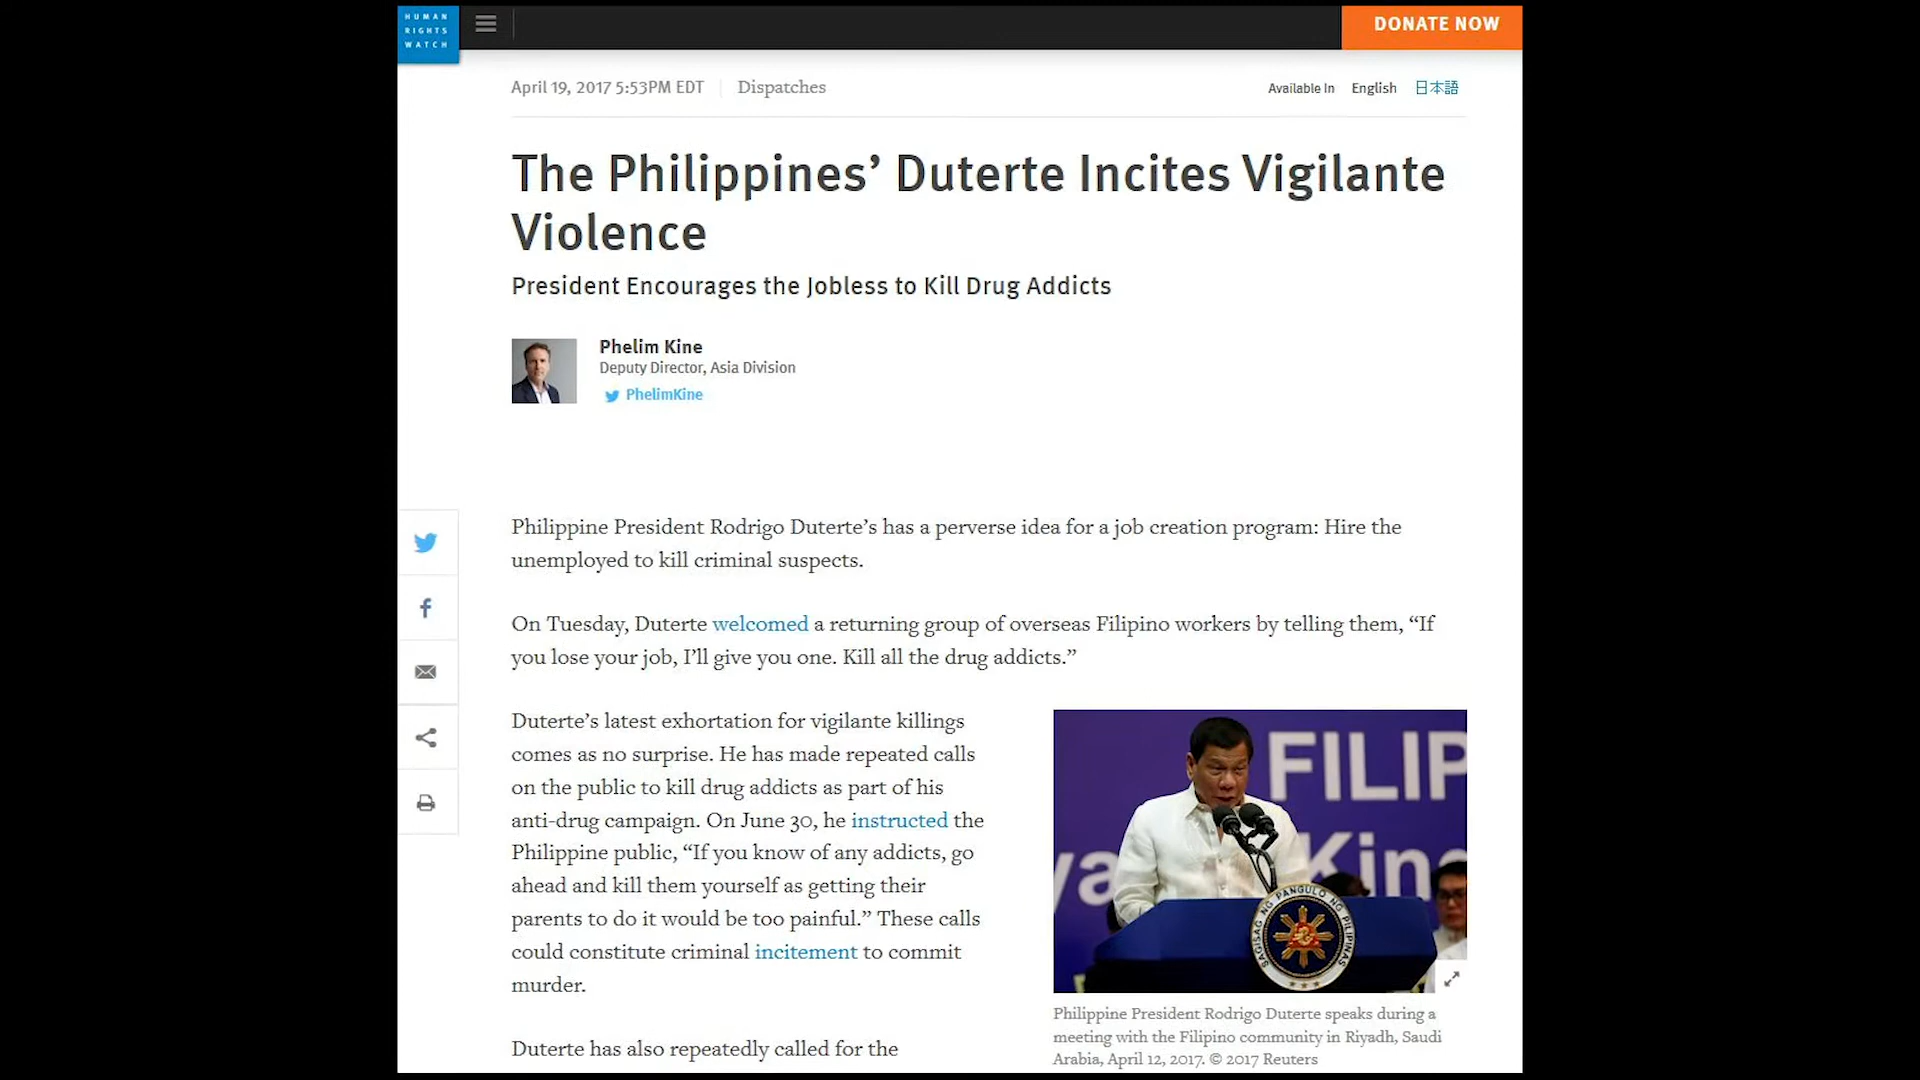 HUMAN
RIGHTS
WATCH
DONATE NOW
April 19, 2017 5:53PM EDT
Dispatches
Available In English 日本語
The Philippines’ Duterte Incites Vigilante
Violence
President Encourages the Jobless to Kill Drug Addicts
Phelim Kine
Deputy Director, Asia Division
PhelimKine
Philippine President Rodrigo Duterte’s has a perverse idea for a job creation program: Hire the
unemployed to kill criminal suspects.
On Tuesday, Duterte welcomed a returning group of overseas Filipino workers by telling them, “If
you lose your job, I’ll give you one. Kill all the drug addicts.”
Duterte’s latest exhortation for vigilante killings
comes as no surprise. He has made repeated calls
on the public to kill drug addicts as part of his
anti-drug campaign. On June 30, he instructed the
Philippine public, “If you know of any addicts, go
ahead and kill them yourself as getting their
parents to do it would be too painful.” These calls
could constitute criminal incitement to commit
murder.
Duterte has also repeatedly called for the
FILIP
ya
King
SAGISAG NG PANGULO NG PILIPINAS
Philippine President Rodrigo Duterte speaks during a
meeting with the Filipino community in Riyadh, Saudi
Arabia, April 12, 2017. © 2017 Reuters